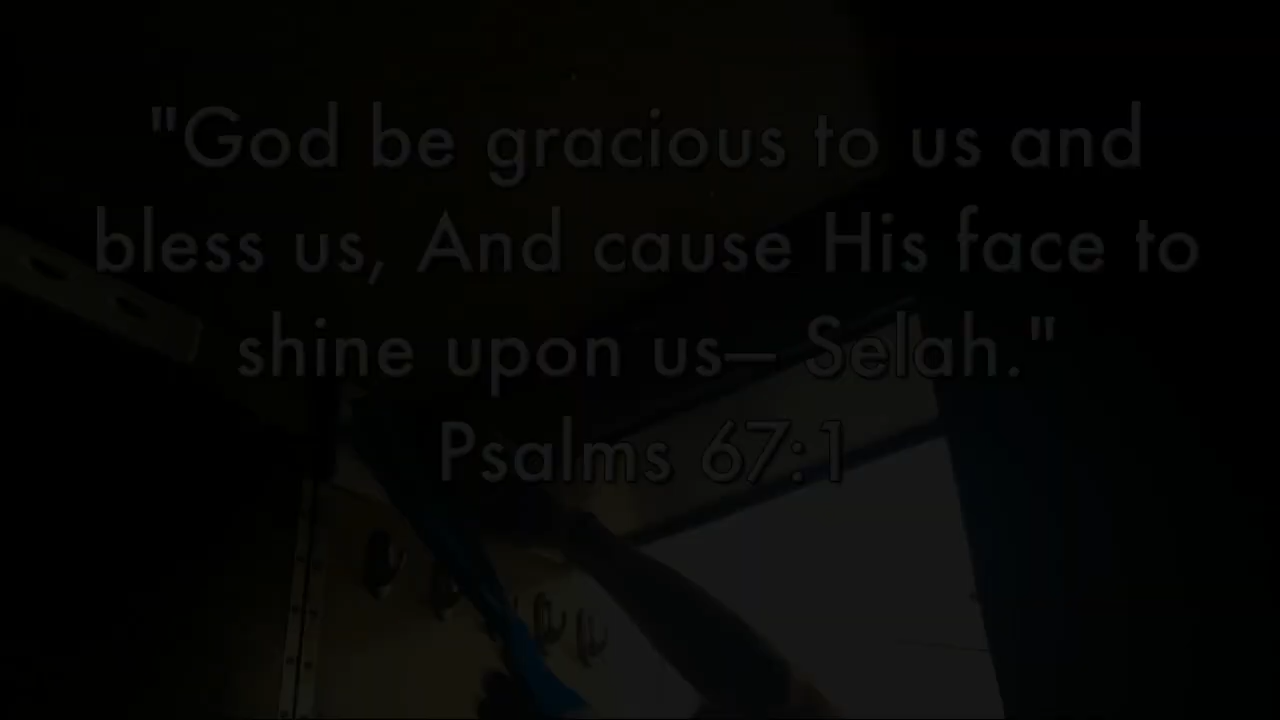 "God be gracious to us and
bless us, And cause His face to
shine upon us— Selah."
Psalms 67:1